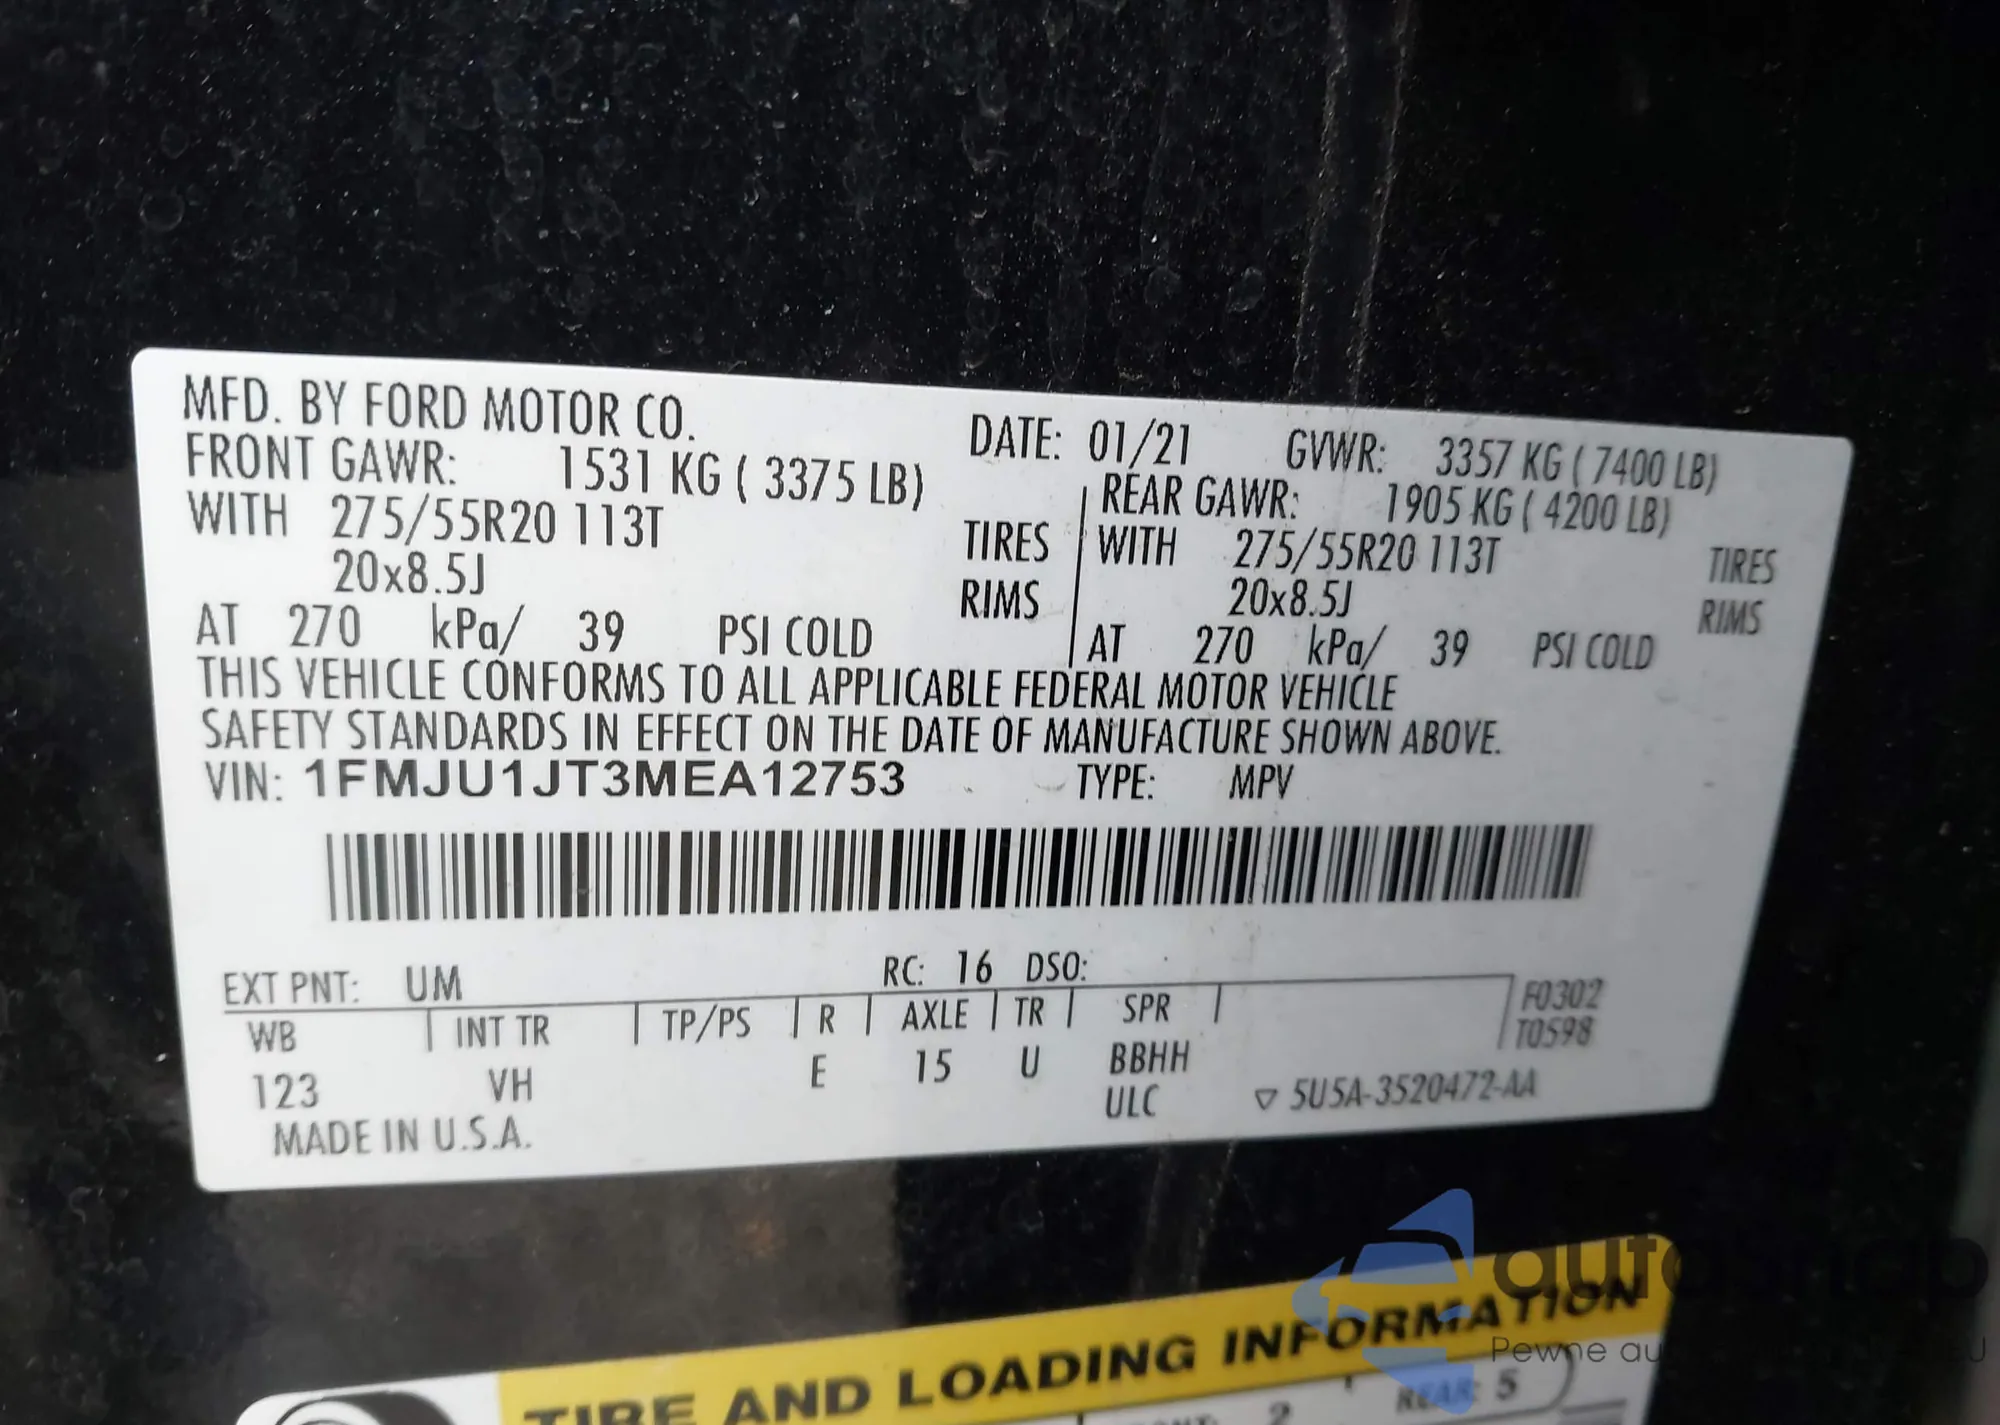 MFD. BY FORD MOTOR CO. DATE: 01/21 GVWR: 3357 KG ( 7400 LB)
FRONT GAWR: 1531 KG ( 3375 LB) REAR GAWR: 1905 KG ( 4200 LB)
WITH 275/55R20 113T TIRES WITH 275/55R20 113T TIRES
20x8.5J RIMS 20x8.5J RIMS
AT 270 kPa/ 39 PSI COLD AT 270 kPa/ 39 PSI COLD
THIS VEHICLE CONFORMS TO ALL APPLICABLE FEDERAL MOTOR VEHICLE
SAFETY STANDARDS IN EFFECT ON THE DATE OF MANUFACTURE SHOWN ABOVE.
VIN: 1FMJU1JT3MEA12753 TYPE: MPV
EXT PNT: UM RC: 16 DSO:
WB INT TR TP/PS R AXLE TR SPR F0302
T0598
123 VH E 15 U BBHH
ULC ▽ 5U5A-3520472-AA
MADE IN U.S.A.
TIRE AND LOADING INFORMATION
2 REAR: 5
Pewne